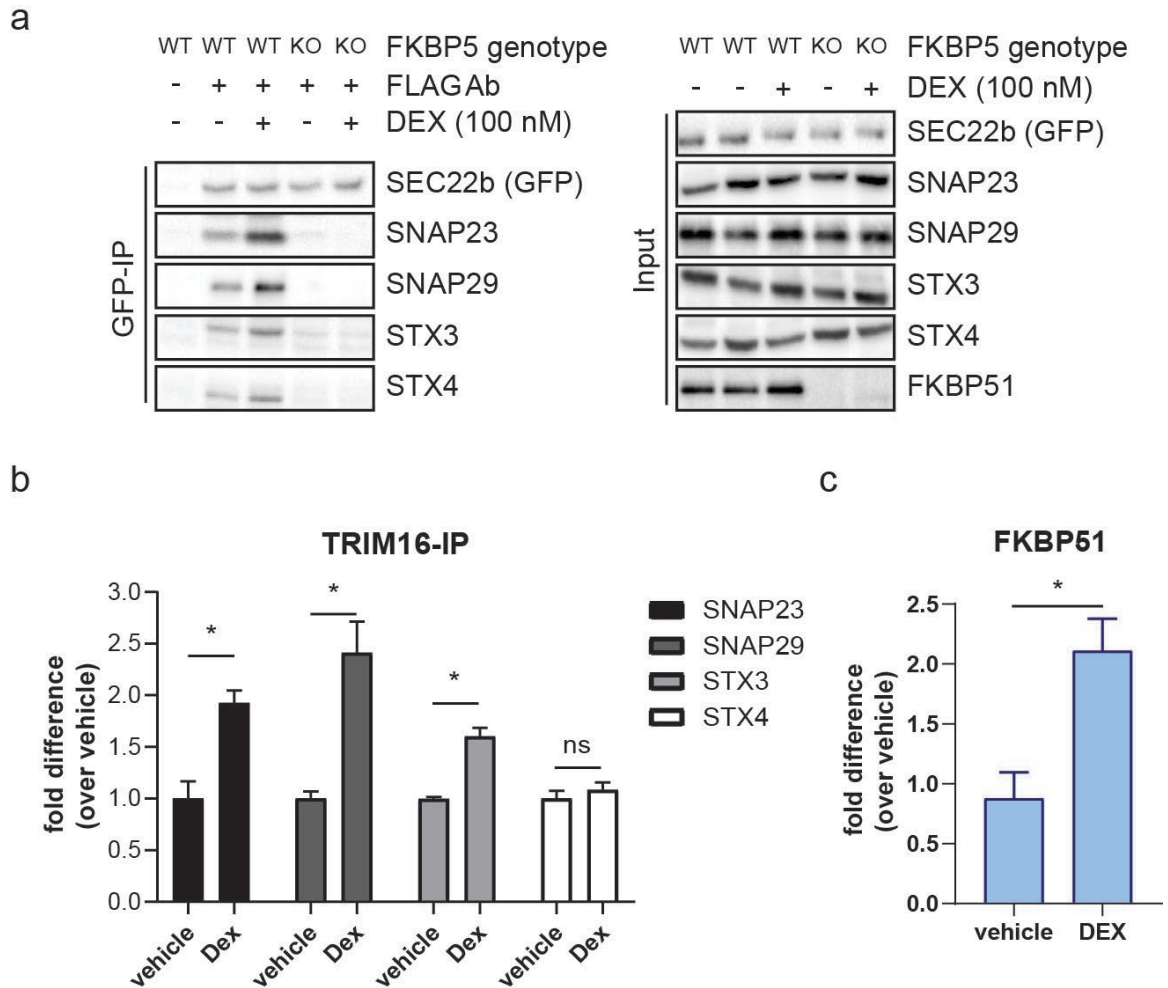 a
WT WT WT KO KO FKBP5 genotype
- + + + + FLAG Ab
- - + - + DEX (100 nM)
GFP-IP
SEC22b (GFP)
SNAP23
SNAP29
STX3
STX4
WT WT WT KO KO FKBP5 genotype
- - + - + DEX (100 nM)
Input
SEC22b (GFP)
SNAP23
SNAP29
STX3
STX4
FKBP51
b
TRIM16-IP
fold difference
(over vehicle)
3.0
2.5
2.0
1.5
1.0
0.5
0.0
* * * ns
vehicle Dex vehicle Dex vehicle Dex vehicle Dex
SNAP23
SNAP29
STX3
STX4
c
FKBP51
fold difference
(over vehicle)
2.5
2.0
1.5
1.0
0.5
0.0
*
vehicle DEX